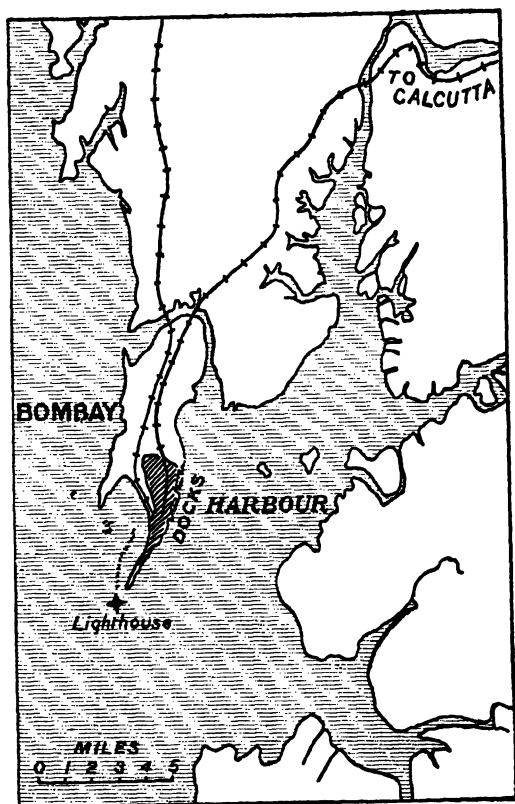 TO
CALCUTTA
BOMBAY
DOCKS
HARBOUR
Lighthouse
MILES
0 1 2 3 4 5